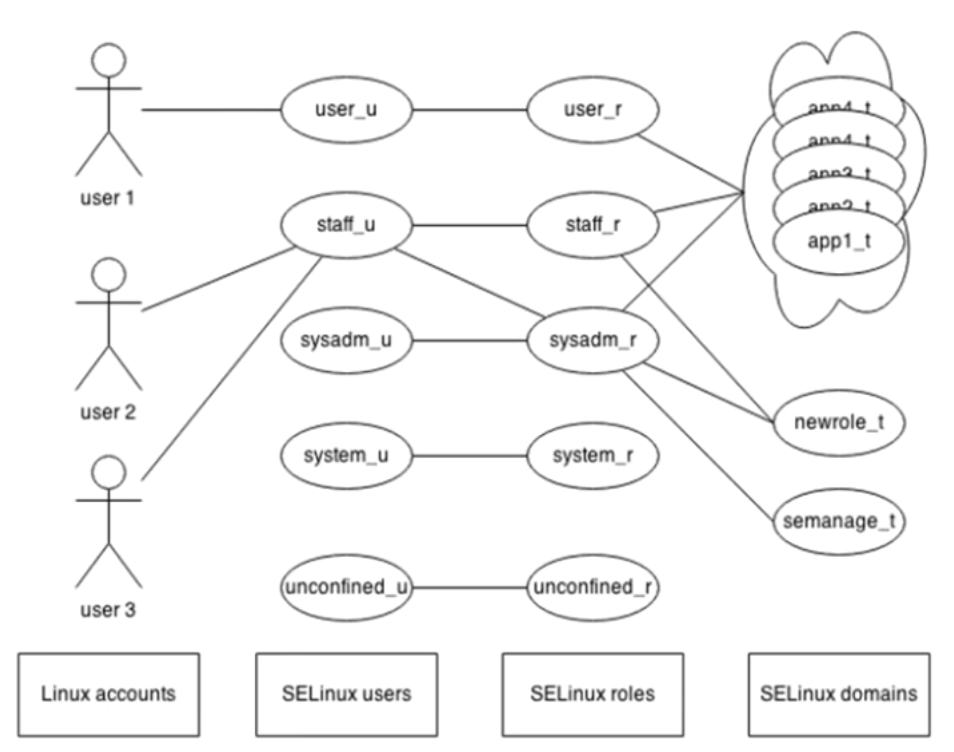 user_u
user_r
app4_t
app4_t
app3_t
app2_t
app1_t
user 1
staff_u
staff_r
sysadm_u
sysadm_r
user 2
newrole_t
system_u
system_r
semanage_t
unconfined_u
unconfined_r
user 3
Linux accounts
SELinux users
SELinux roles
SELinux domains